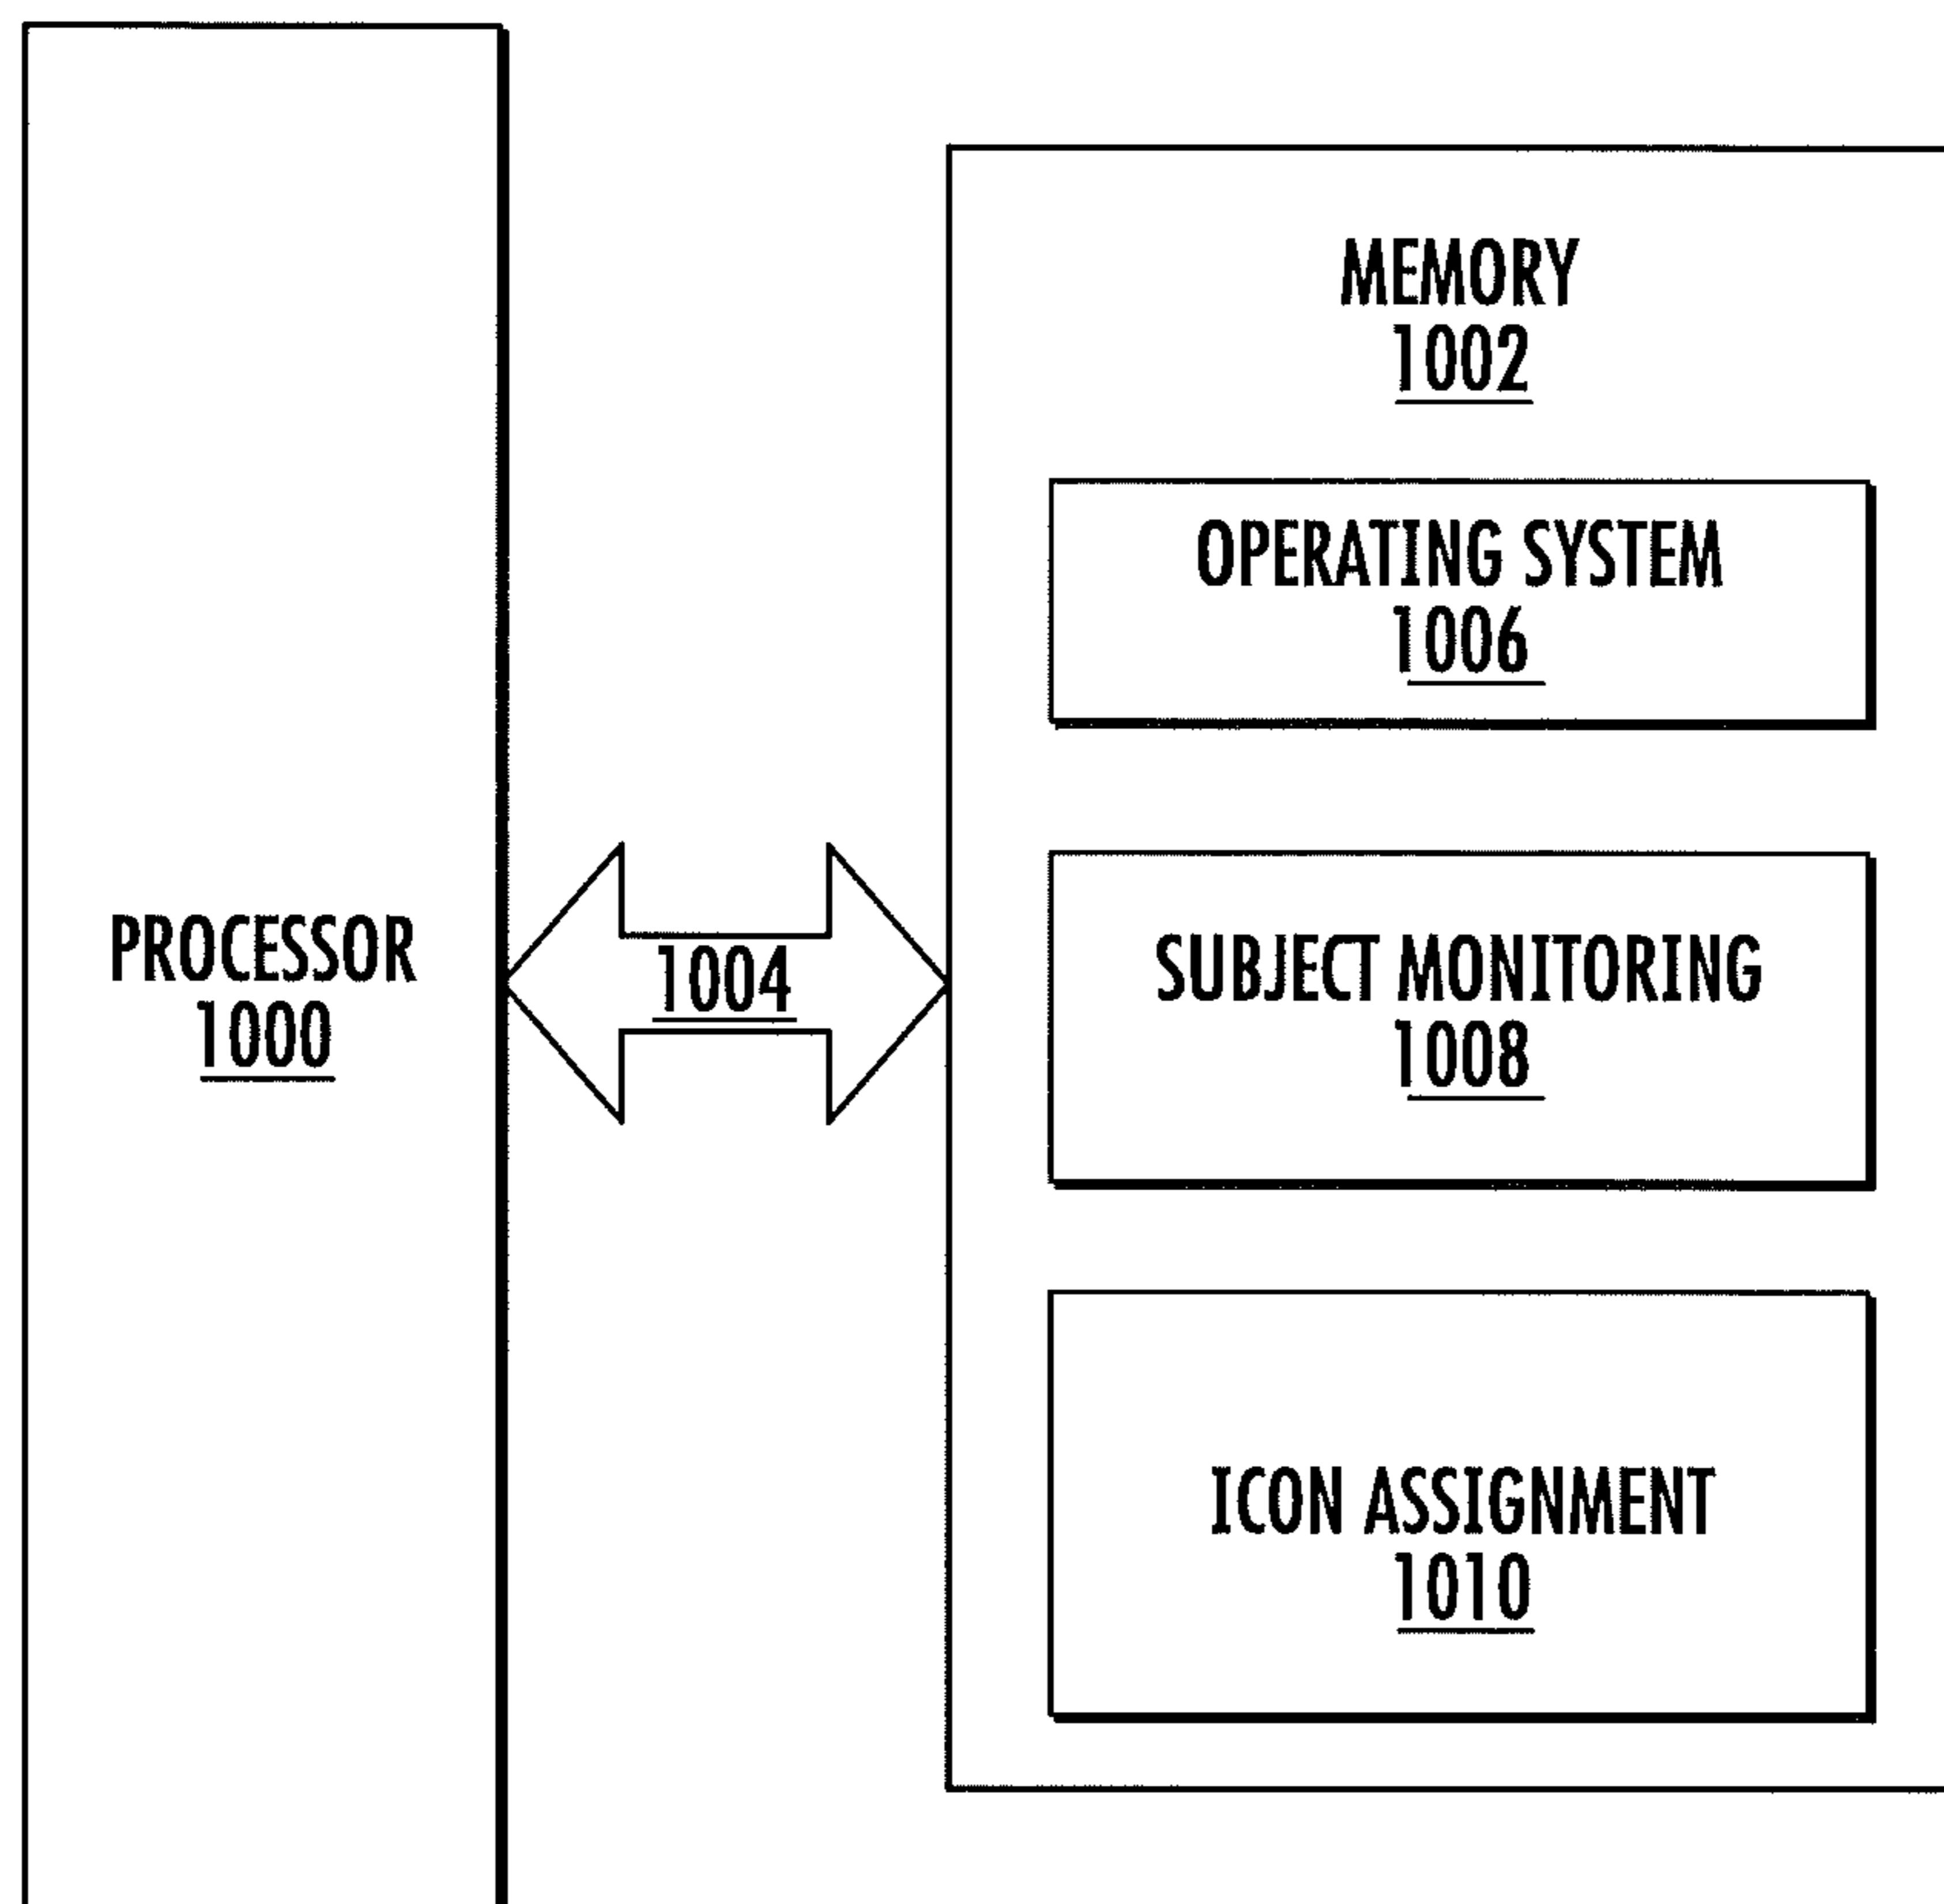 MEMORY
1002
OPERATING SYSTEM
1006
PROCESSOR
1000
1004
SUBJECT MONITORING
1008
ICON ASSIGNMENT
1010